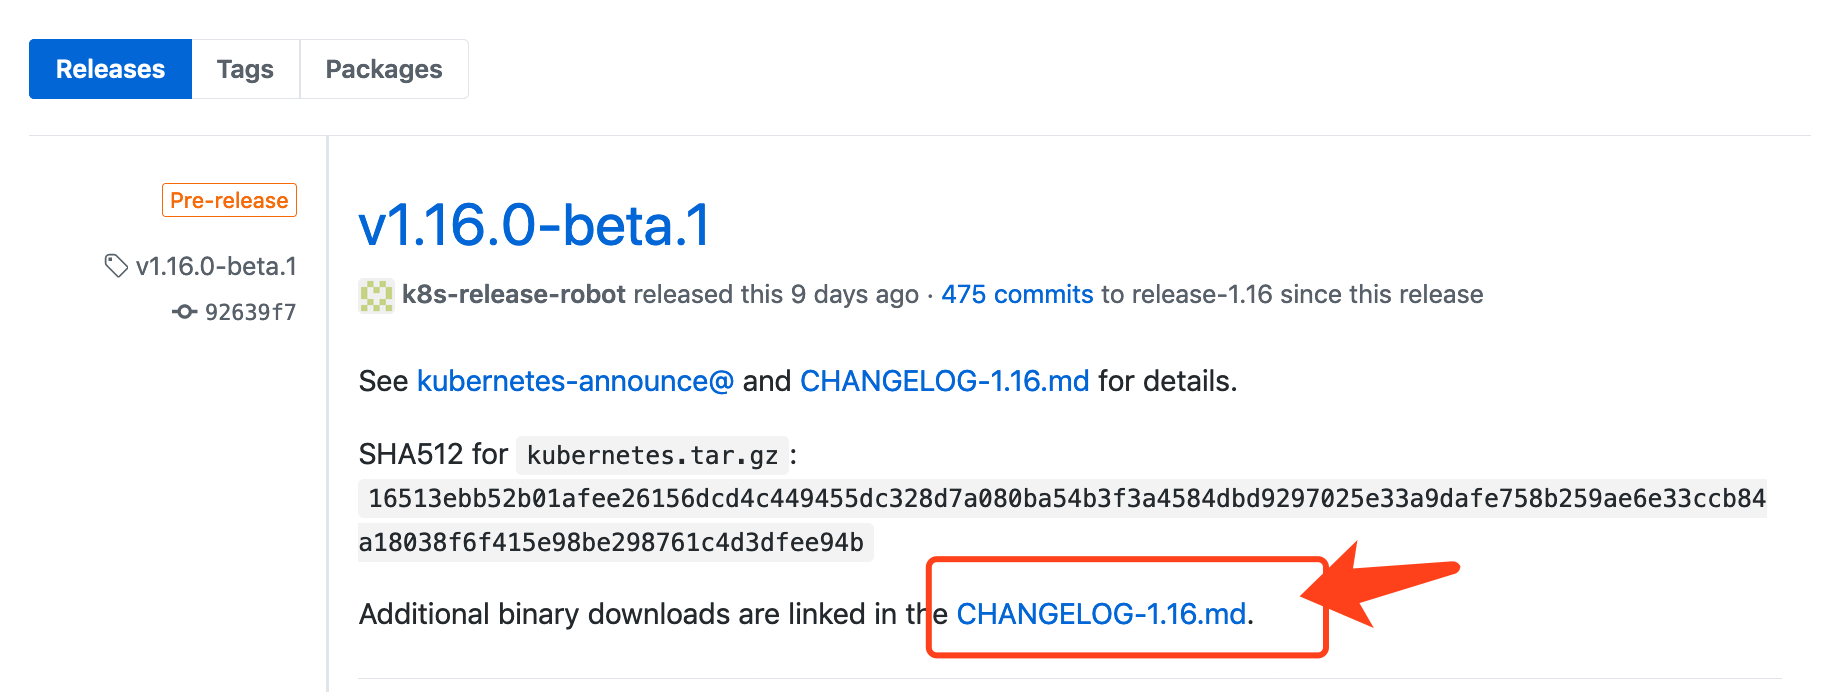 Releases Tags Packages
Pre-release
v1.16.0-beta.1
92639f7
v1.16.0-beta.1
k8s-release-robot released this 9 days ago · 475 commits to release-1.16 since this release
See kubernetes-announce@ and CHANGELOG-1.16.md for details.
SHA512 for kubernetes.tar.gz:
16513ebb52b01afee26156dcd4c449455dc328d7a080ba54b3f3a4584dbd9297025e33a9dafe758b259ae6e33ccb84
a18038f6f415e98be298761c4d3dfee94b
Additional binary downloads are linked in the CHANGELOG-1.16.md.